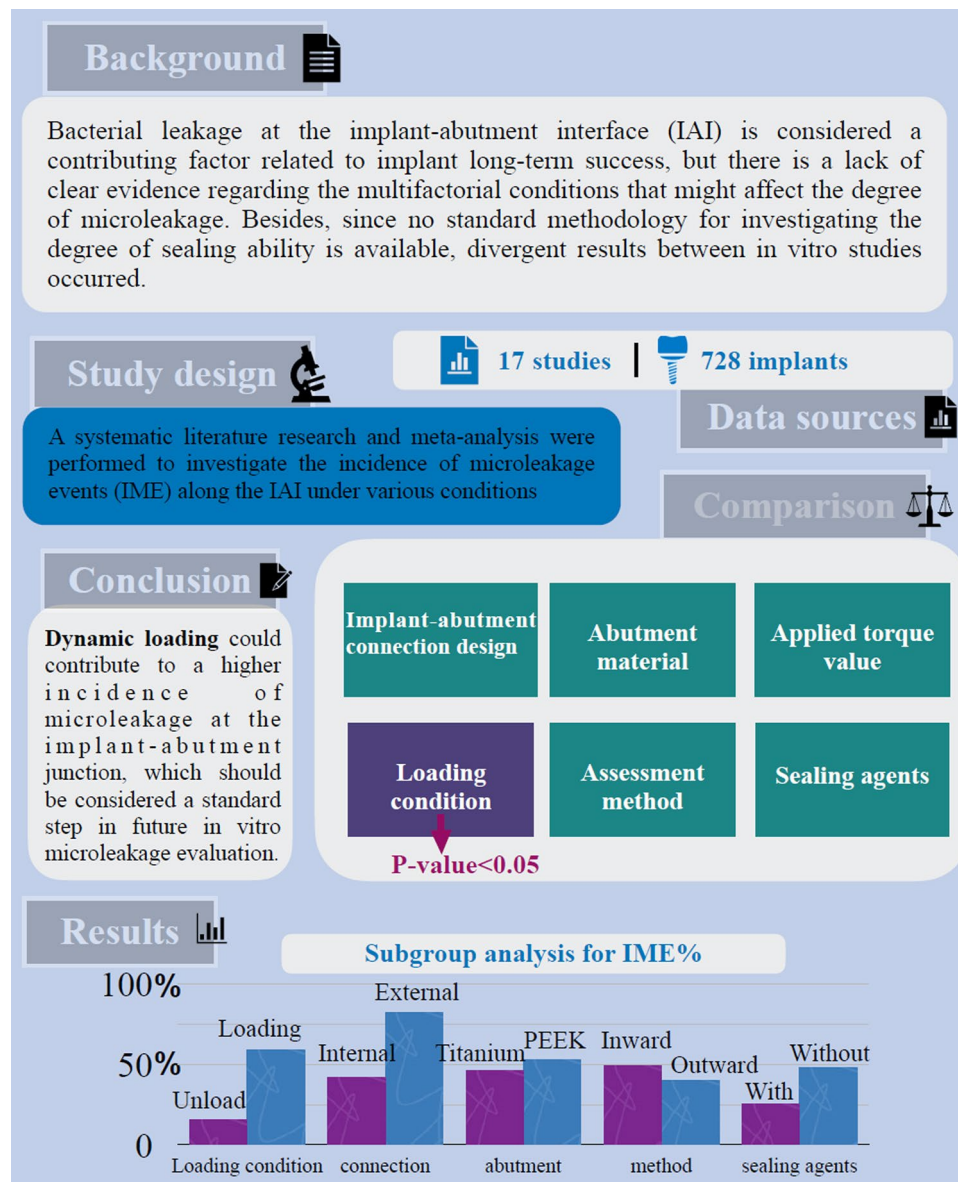 Background
Bacterial leakage at the implant-abutment interface (IAI) is considered a
contributing factor related to implant long-term success, but there is a lack of
clear evidence regarding the multifactorial conditions that might affect the degree
of microleakage. Besides, since no standard methodology for investigating the
degree of sealing ability is available, divergent results between in vitro studies
occurred.
Study design
17 studies | 728 implants
Data sources
A systematic literature research and meta-analysis were
performed to investigate the incidence of microleakage
events (IME) along the IAI under various conditions
Comparison
Implant-abutment
connection design
Abutment
material
Applied torque
value
Loading
condition
Assessment
method
Sealing agents
P-value<0.05
Conclusion
Dynamic loading could
contribute to a higher
incidence of
microleakage at the
implant-abutment
junction, which should
be considered a standard
step in future in vitro
microleakage evaluation.
Results
Subgroup analysis for IME%
100%
50%
0
Unload
Loading
Internal
External
Titanium
PEEK
Inward
Outward
With
Without
Loading condition
connection
abutment
method
sealing agents